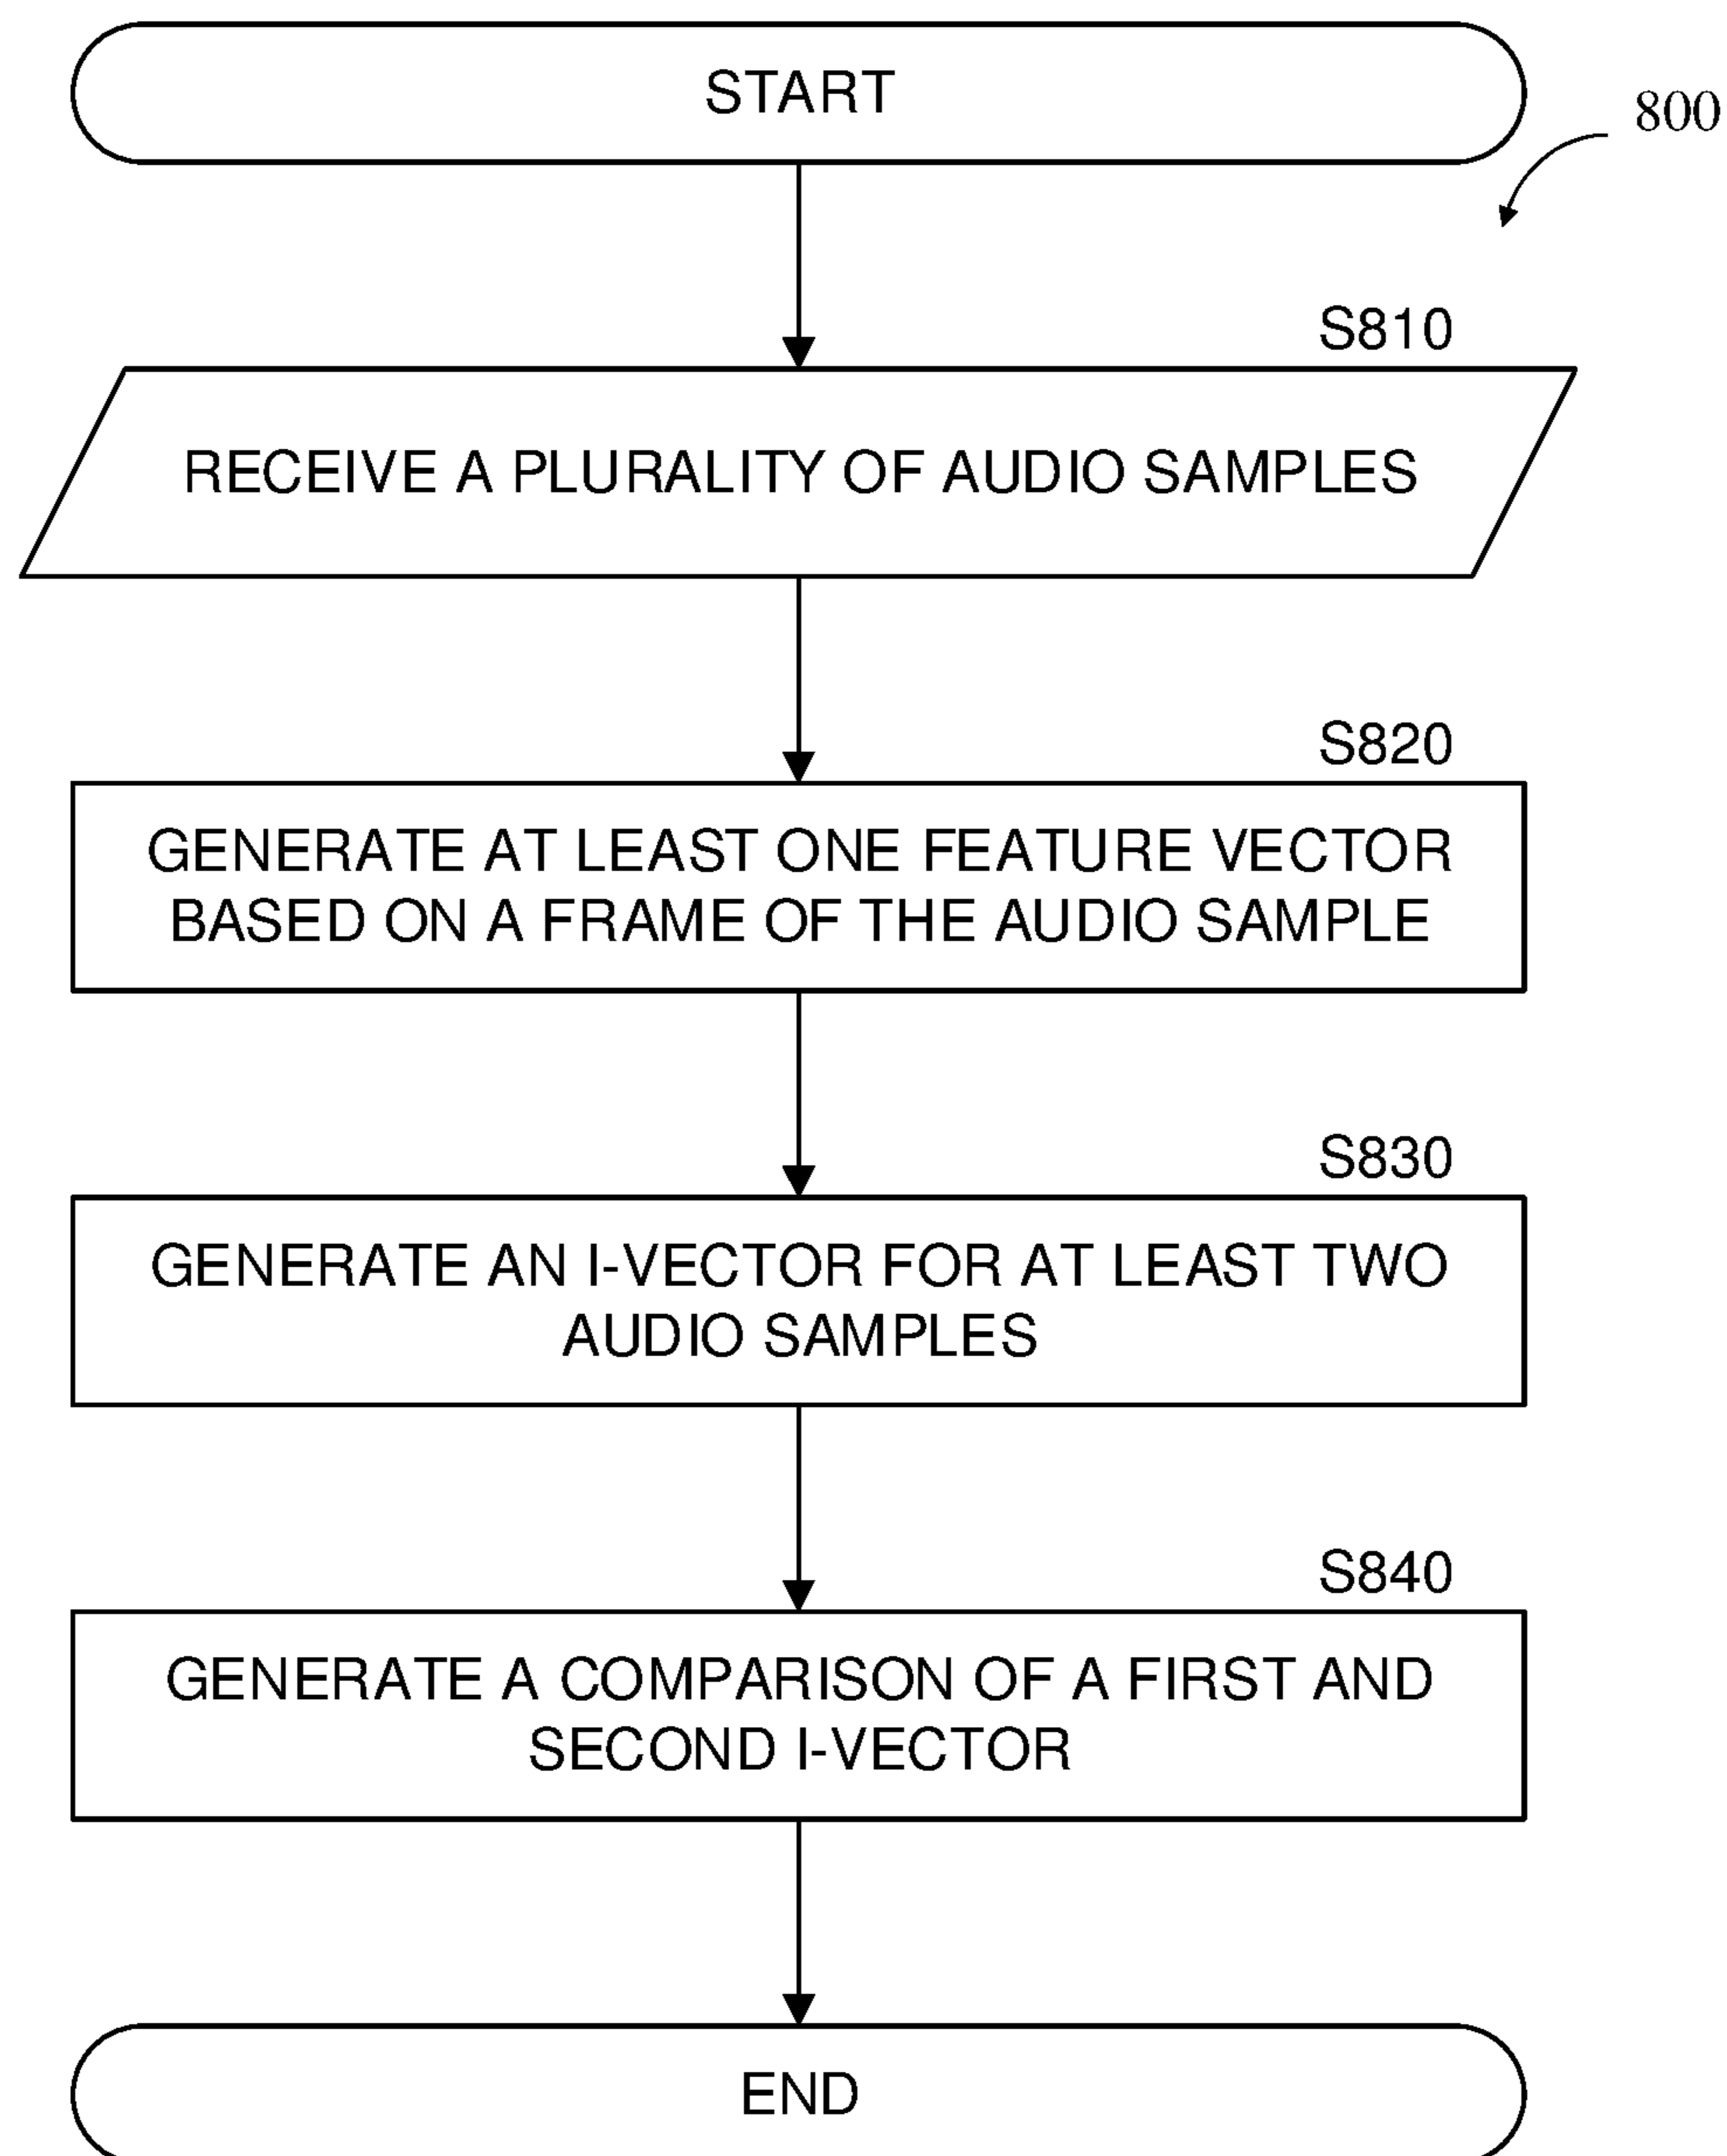 START
800
S810
RECEIVE A PLURALITY OF AUDIO SAMPLES
S820
GENERATE AT LEAST ONE FEATURE VECTOR
BASED ON A FRAME OF THE AUDIO SAMPLE
S830
GENERATE AN I-VECTOR FOR AT LEAST TWO
AUDIO SAMPLES
S840
GENERATE A COMPARISON OF A FIRST AND
SECOND I-VECTOR
END